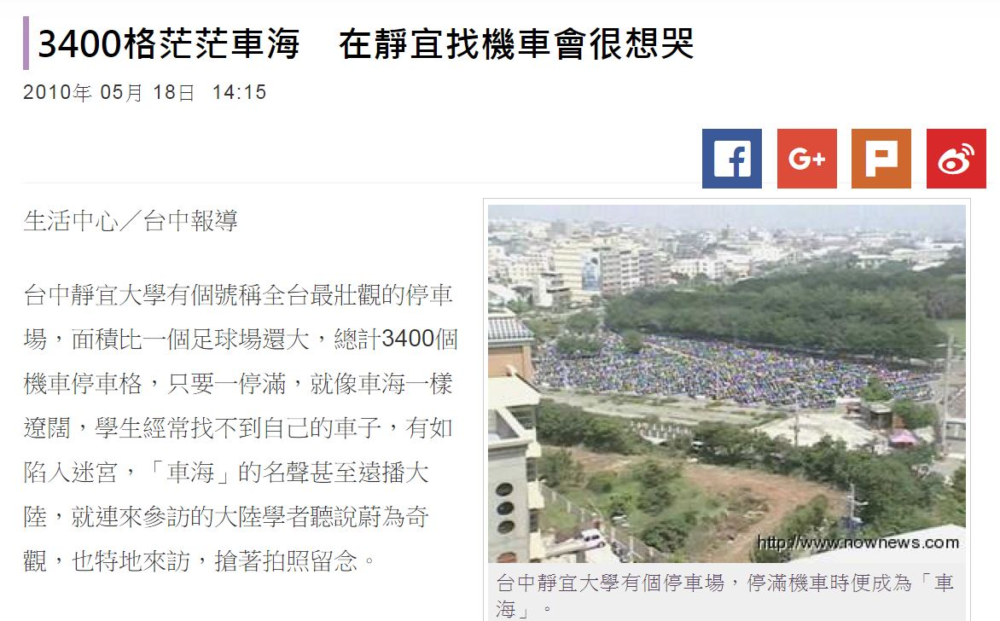 3400格茫茫車海　在靜宜找機車會很想哭
2010年 05月 18日 14:15
G+
生活中心／台中報導
台中靜宜大學有個號稱全台最壯觀的停車
場，面積比一個足球場還大，總計3400個
機車停車格，只要一停滿，就像車海一樣
遼闊，學生經常找不到自己的車子，有如
陷入迷宮，「車海」的名聲甚至遠播大
陸，就連來參訪的大陸學者聽說蔚為奇
觀，也特地來訪，搶著拍照留念。
http://www.nownews.com
台中靜宜大學有個停車場，停滿機車時便成為「車
海」。